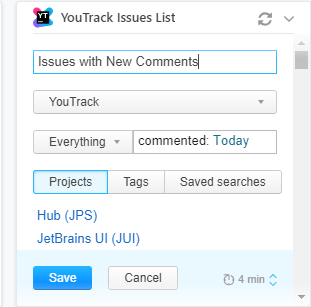 YT YouTrack Issues List
Issues with New Comments
YouTrack
Everything commented: Today
Projects Tags Saved searches
Hub (JPS)
JetBrains UI (JUI)
Save Cancel 4 min